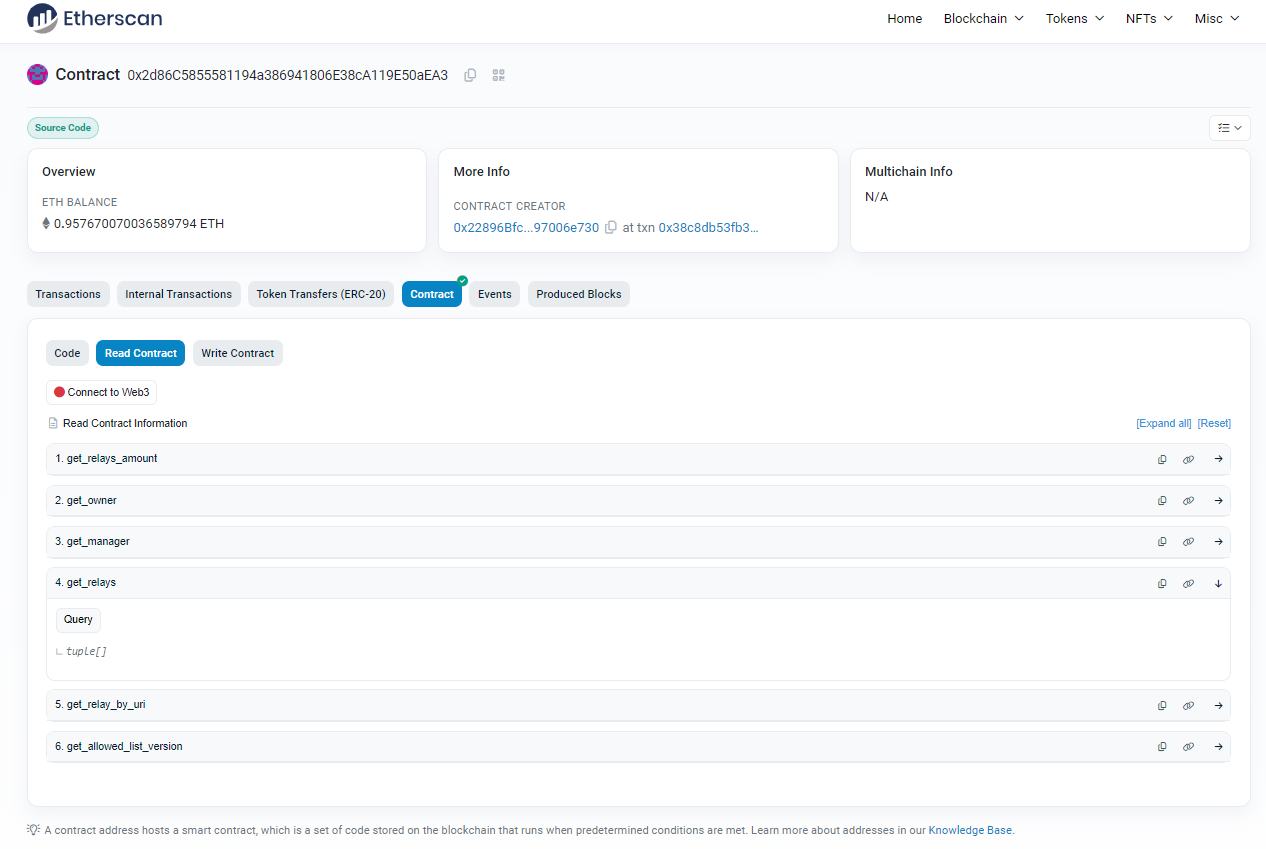 Etherscan
Home Blockchain Tokens NFTs Misc
Contract 0x2d86C5855581194a386941806E38cA119E50aEA3
Source Code
Overview
ETH BALANCE
0.957670070036589794 ETH
More Info
CONTRACT CREATOR
0x22896Bfc...97006e730 at txn 0x38c8db53fb3...
Multichain Info
N/A
Transactions Internal Transactions Token Transfers (ERC-20) Contract Events Produced Blocks
Code Read Contract Write Contract
Connect to Web3
Read Contract Information [Expand all] [Reset]
1. get_relays_amount
2. get_owner
3. get_manager
4. get_relays
Query
tuple[]
5. get_relay_by_uri
6. get_allowed_list_version
A contract address hosts a smart contract, which is a set of code stored on the blockchain that runs when predetermined conditions are met. Learn more about addresses in our Knowledge Base.